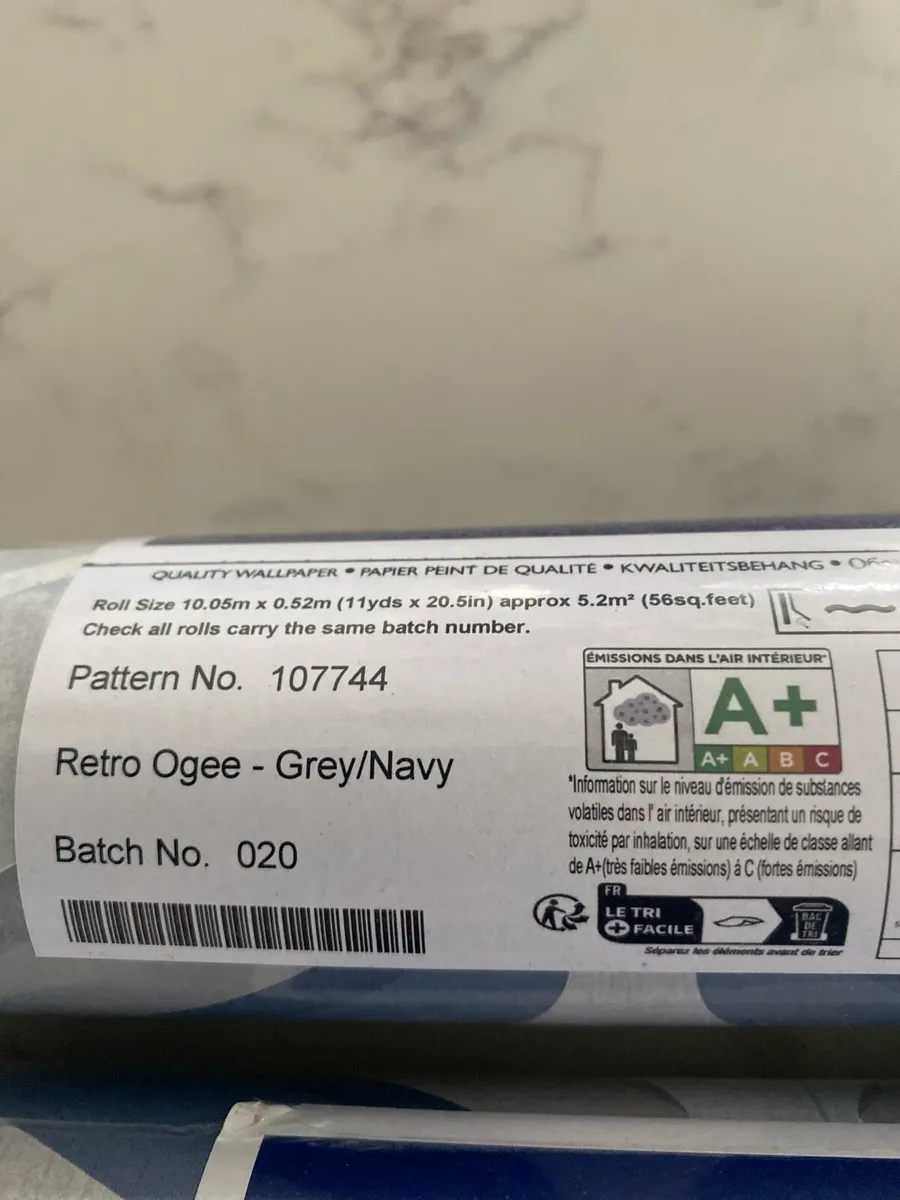 QUALITY WALLPAPER • PAPIER PEINT DE QUALITÉ • KWALITEITSBEHANG •
Roll Size 10.05m x 0.52m (11yds x 20.5in) approx 5.2m² (56sq.feet)
Check all rolls carry the same batch number.
Pattern No. 107744
Retro Ogee - Grey/Navy
Batch No. 020
ÉMISSIONS DANS L'AIR INTÉRIEUR*
A+
A+ A B C
*Information sur le niveau d'émission de substances
volatiles dans l' air intérieur, présentant un risque de
toxicité par inhalation, sur une échelle de classe allant
de A+(très faibles émissions) á C (fortes émissions)
FR
LE TRI
+ FACILE
BAC
DE
TRI
Séparez les éléments avant de trier